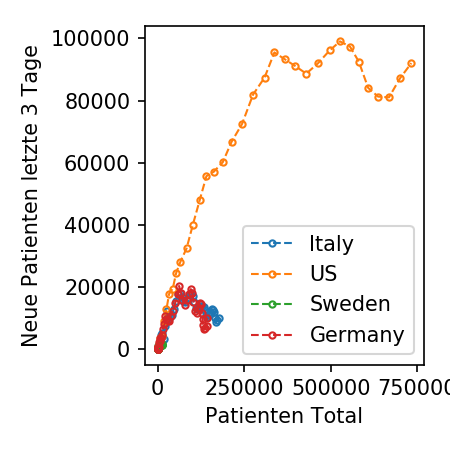 Neue Patienten letzte 3 Tage
100000
80000
60000
40000
20000
0
Italy
US
Sweden
Germany
0 250000 500000 750000
Patienten Total